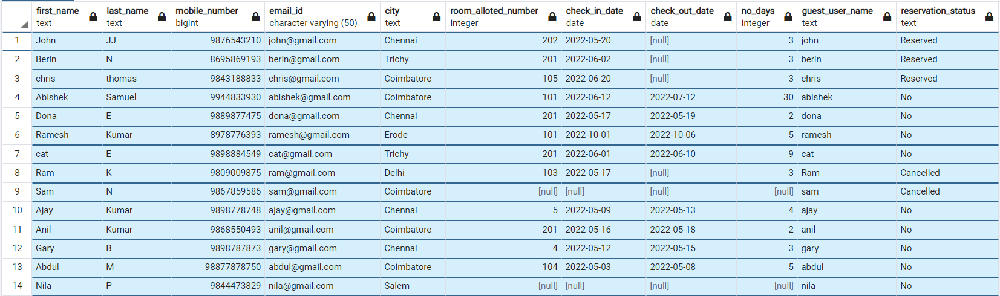 first_name last_name mobile_number email_id city room_alloted_number check_in_date check_out_date no_days guest_user_name reservation_status
text text bigint character varying (50) text integer date date integer text text
1 John JJ 9876543210 john@gmail.com Chennai 202 2022-05-20 [null] 3 john Reserved
2 Berin N 8695869193 berin@gmail.com Trichy 201 2022-06-02 [null] 3 berin Reserved
3 chris thomas 9843188833 chris@gmail.com Coimbatore 105 2022-06-20 [null] 3 chris Reserved
4 Abishek Samuel 9944833930 abishek@gmail.com Coimbatore 101 2022-06-12 2022-07-12 30 abishek No
5 Dona E 9889877475 dona@gmail.com Chennai 201 2022-05-17 2022-05-19 2 dona No
6 Ramesh Kumar 8978776393 ramesh@gmail.com Erode 101 2022-10-01 2022-10-06 5 ramesh No
7 cat E 9898884549 cat@gmail.com Trichy 201 2022-06-01 2022-06-10 9 cat No
8 Ram K 9809009875 ram@gmail.com Delhi 103 2022-05-17 [null] 3 Ram Cancelled
9 Sam N 9867859586 sam@gmail.com Coimbatore [null] [null] [null] [null] sam Cancelled
10 Ajay Kumar 9898778748 ajay@gmail.com Chennai 5 2022-05-09 2022-05-13 4 ajay No
11 Anil Kumar 9868550493 anil@gmail.com Coimbatore 201 2022-05-16 2022-05-18 2 anil No
12 Gary B 9898787873 gary@gmail.com Chennai 4 2022-05-12 2022-05-15 3 gary No
13 Abdul M 98877878750 abdul@gmail.com Coimbatore 104 2022-05-03 2022-05-08 5 abdul No
14 Nila P 9844473829 nila@gmail.com Salem [null] [null] [null] [null] nila No